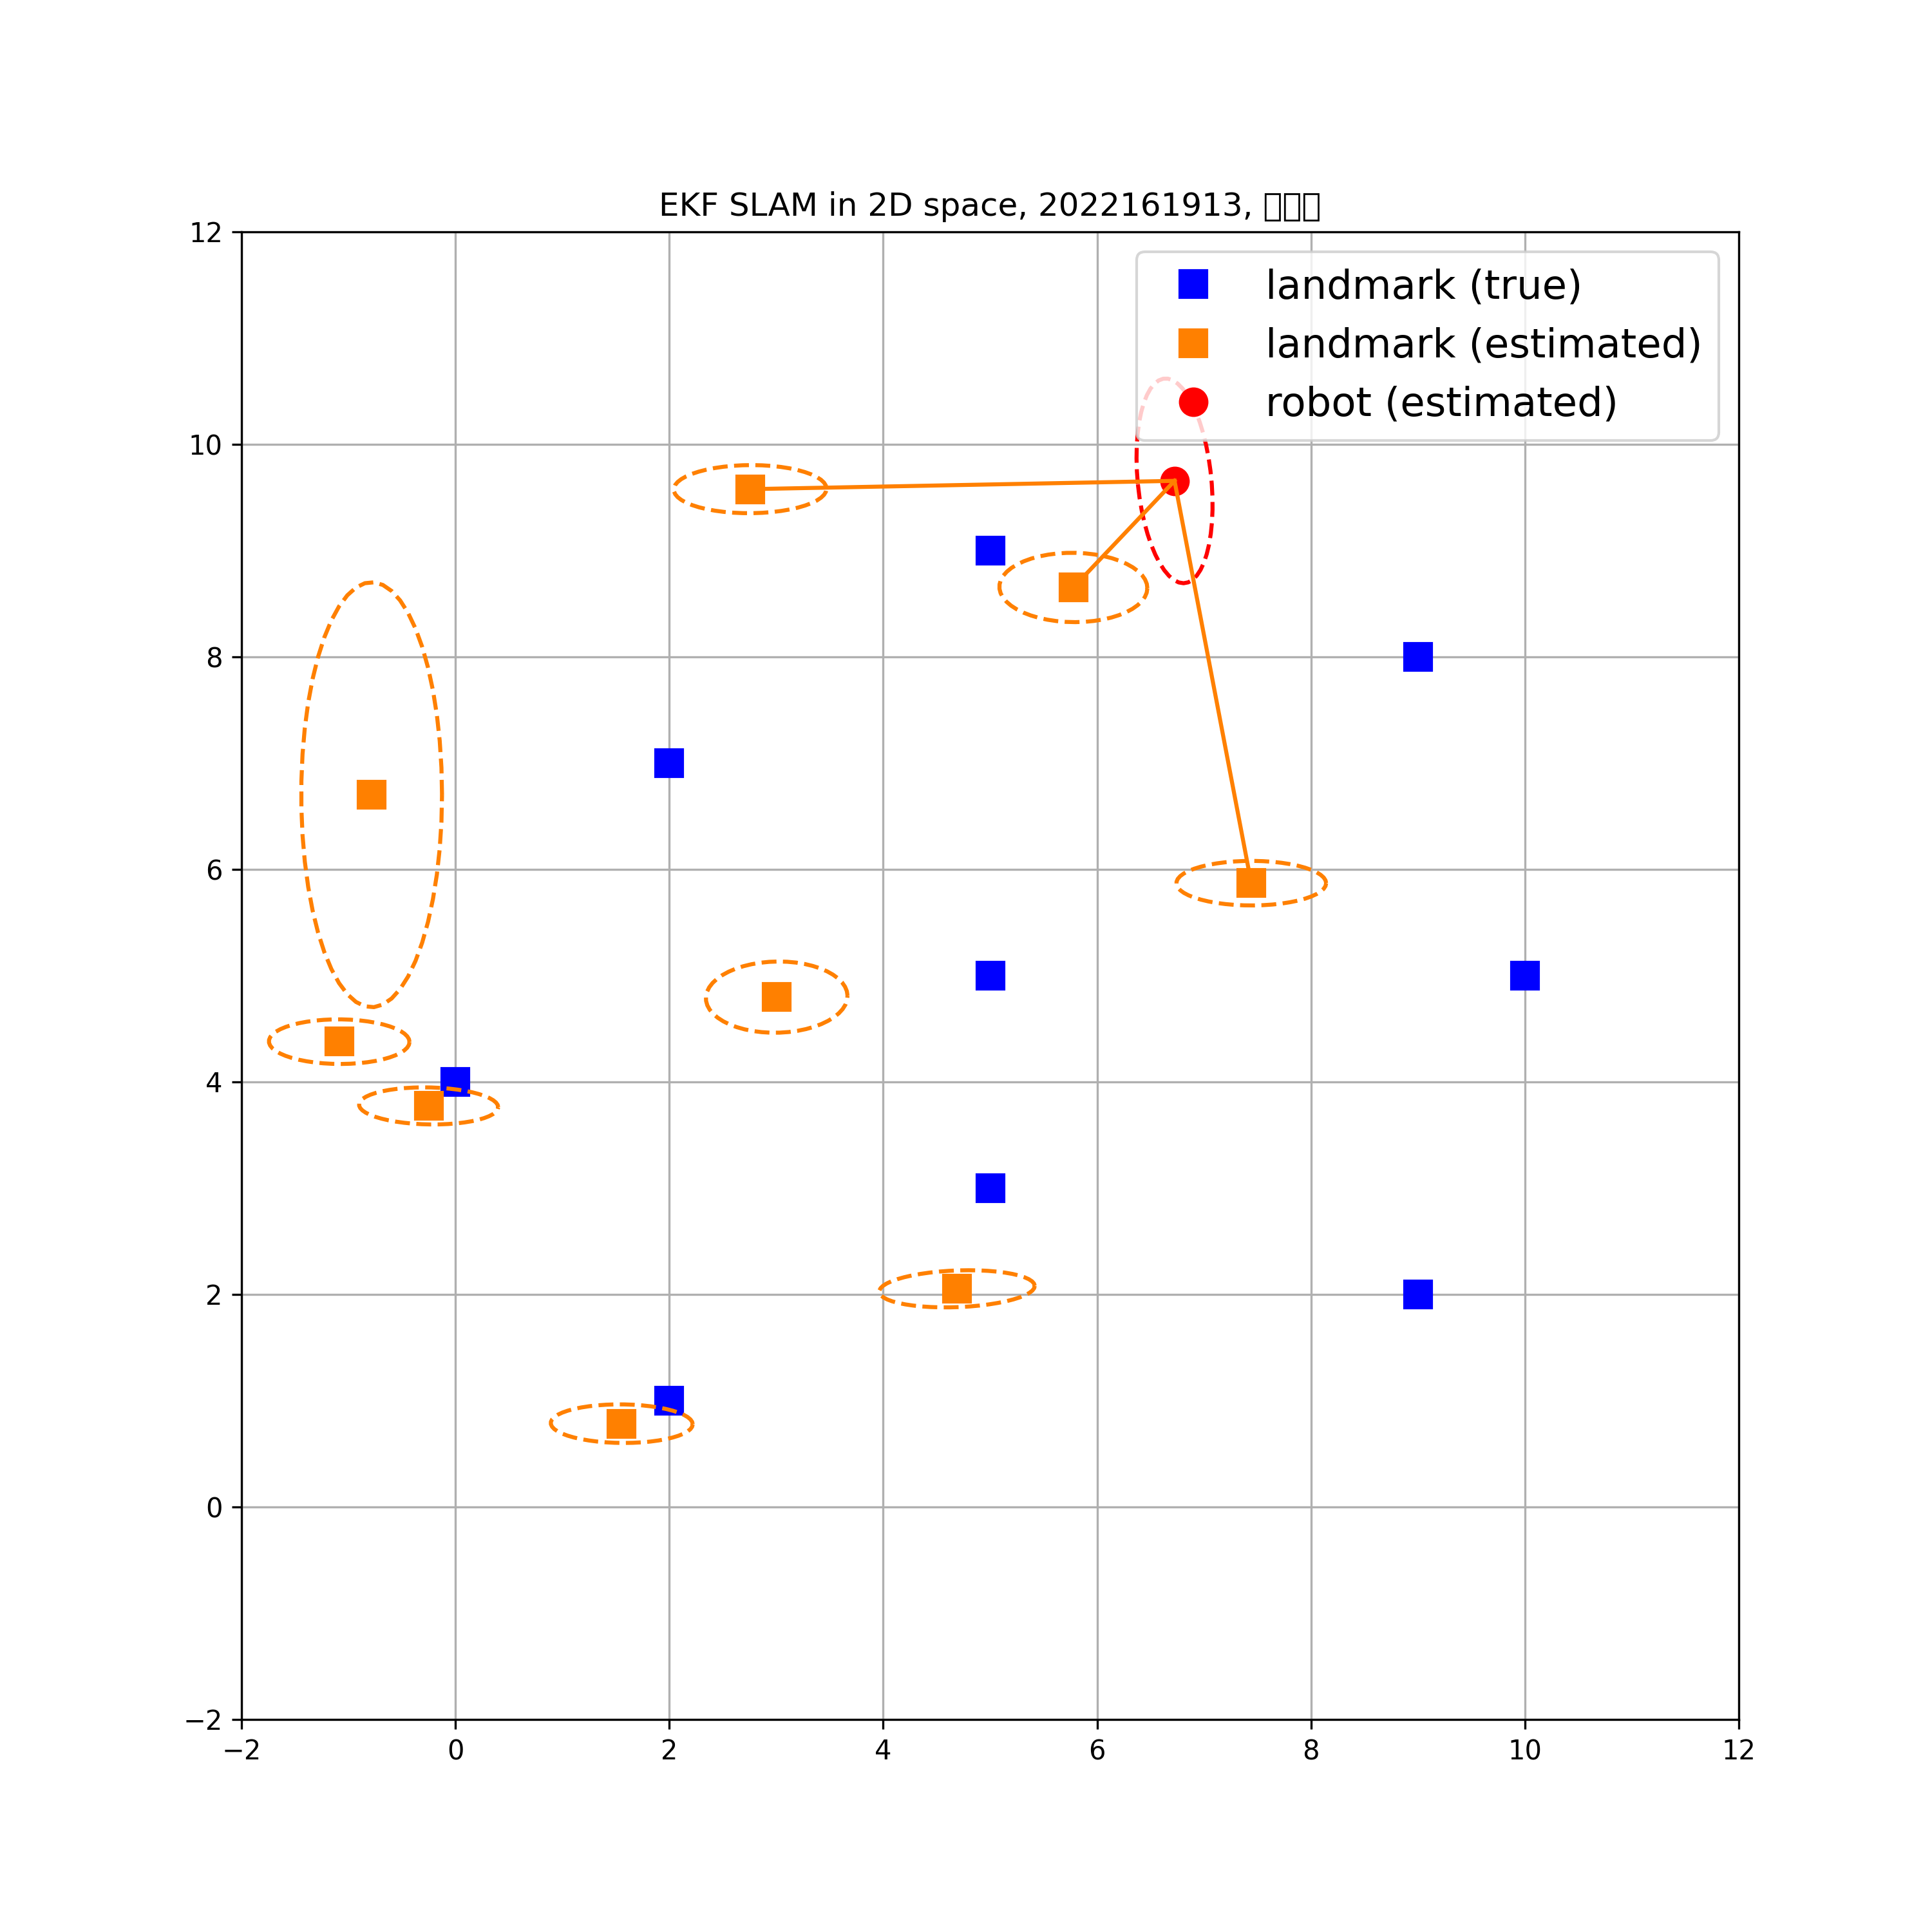 EKF SLAM in 2D space, 2022161913,
landmark (true)
landmark (estimated)
robot (estimated)
12
10
8
6
4
2
0
−2
−2 0 2 4 6 8 10 12